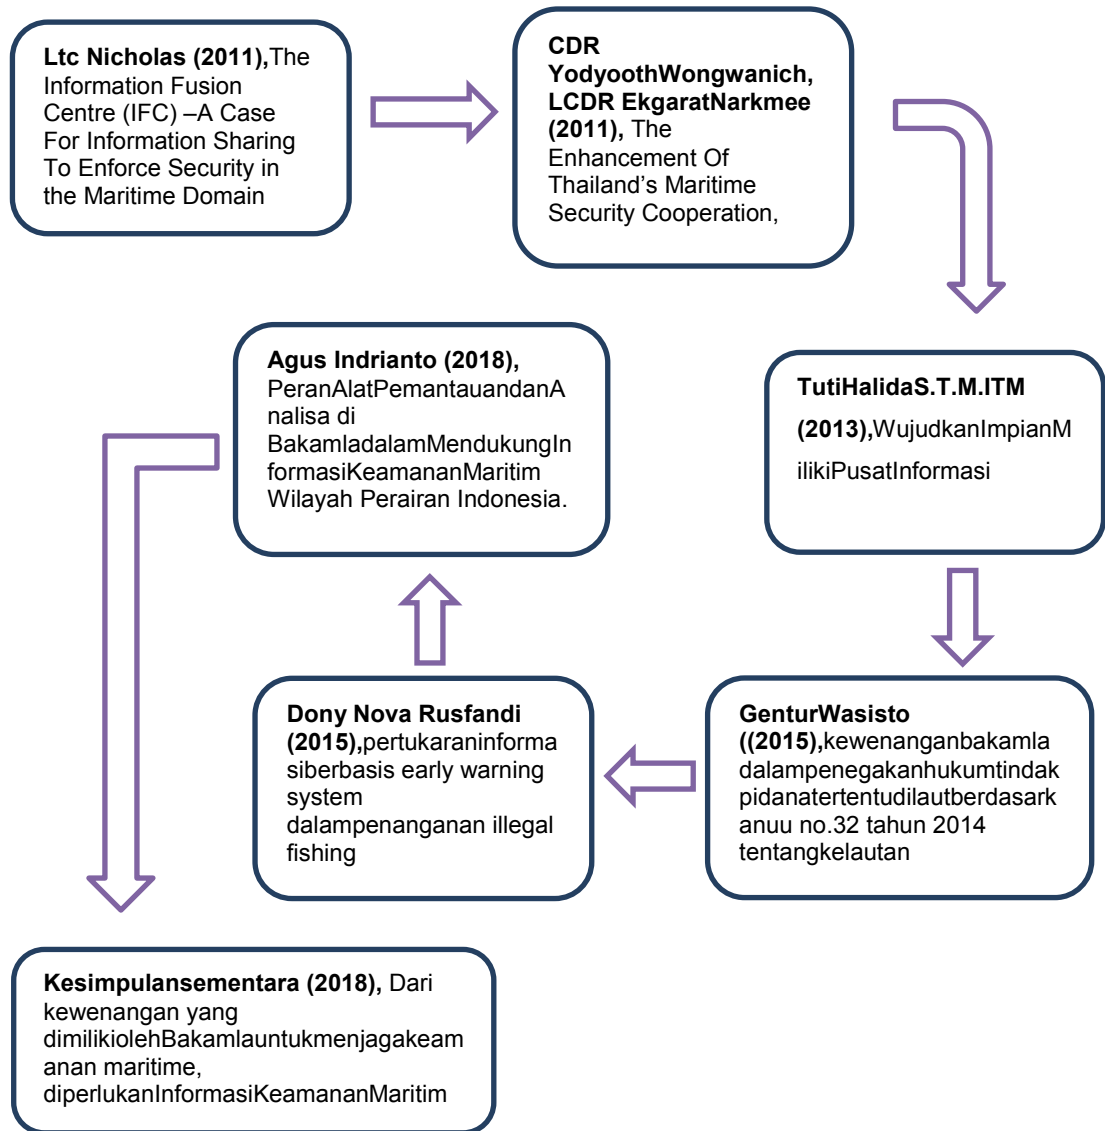 Ltc Nicholas (2011),The
Information Fusion
Centre (IFC) –A Case
For Information Sharing
To Enforce Security in
the Maritime Domain
CDR
YodyoothWongwanich,
LCDR EkgaratNarkmee
(2011), The
Enhancement Of
Thailand’s Maritime
Security Cooperation,
TutiHalidaS.T.M.ITM
(2013),WujudkanImpianM
ilikiPusatInformasi
GenturWasisto
((2015),kewenanganbakamla
dalampenegakanhukumtindak
pidanatertentudilautberdasark
anuu no.32 tahun 2014
tentangkelautan
Dony Nova Rusfandi
(2015),pertukaraninforma
siberbasis early warning
system
dalampenanganan illegal
fishing
Agus Indrianto (2018),
PeranAlatPemantauandanA
nalisa di
BakamladalamMendukungIn
formasiKeamananMaritim
Wilayah Perairan Indonesia.
Kesimpulansementara (2018), Dari
kewenangan yang
dimilikiolehBakamlauntukmenjagakeam
anan maritime,
diperlukanInformasiKeamananMaritim